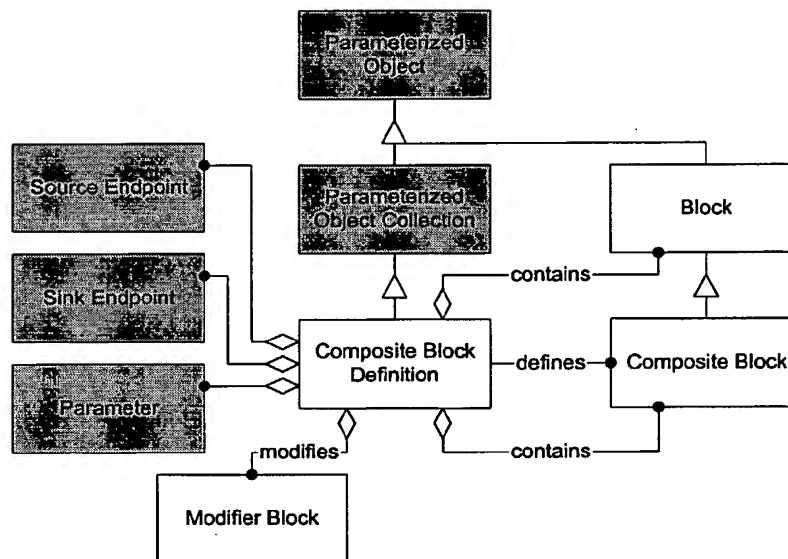 Parameterized
Object
Source Endpoint
Parameterized
Object Collection
Block
contains
Sink Endpoint
Composite Block
Definition
defines
Composite Block
Parameter
modifies
contains
Modifier Block